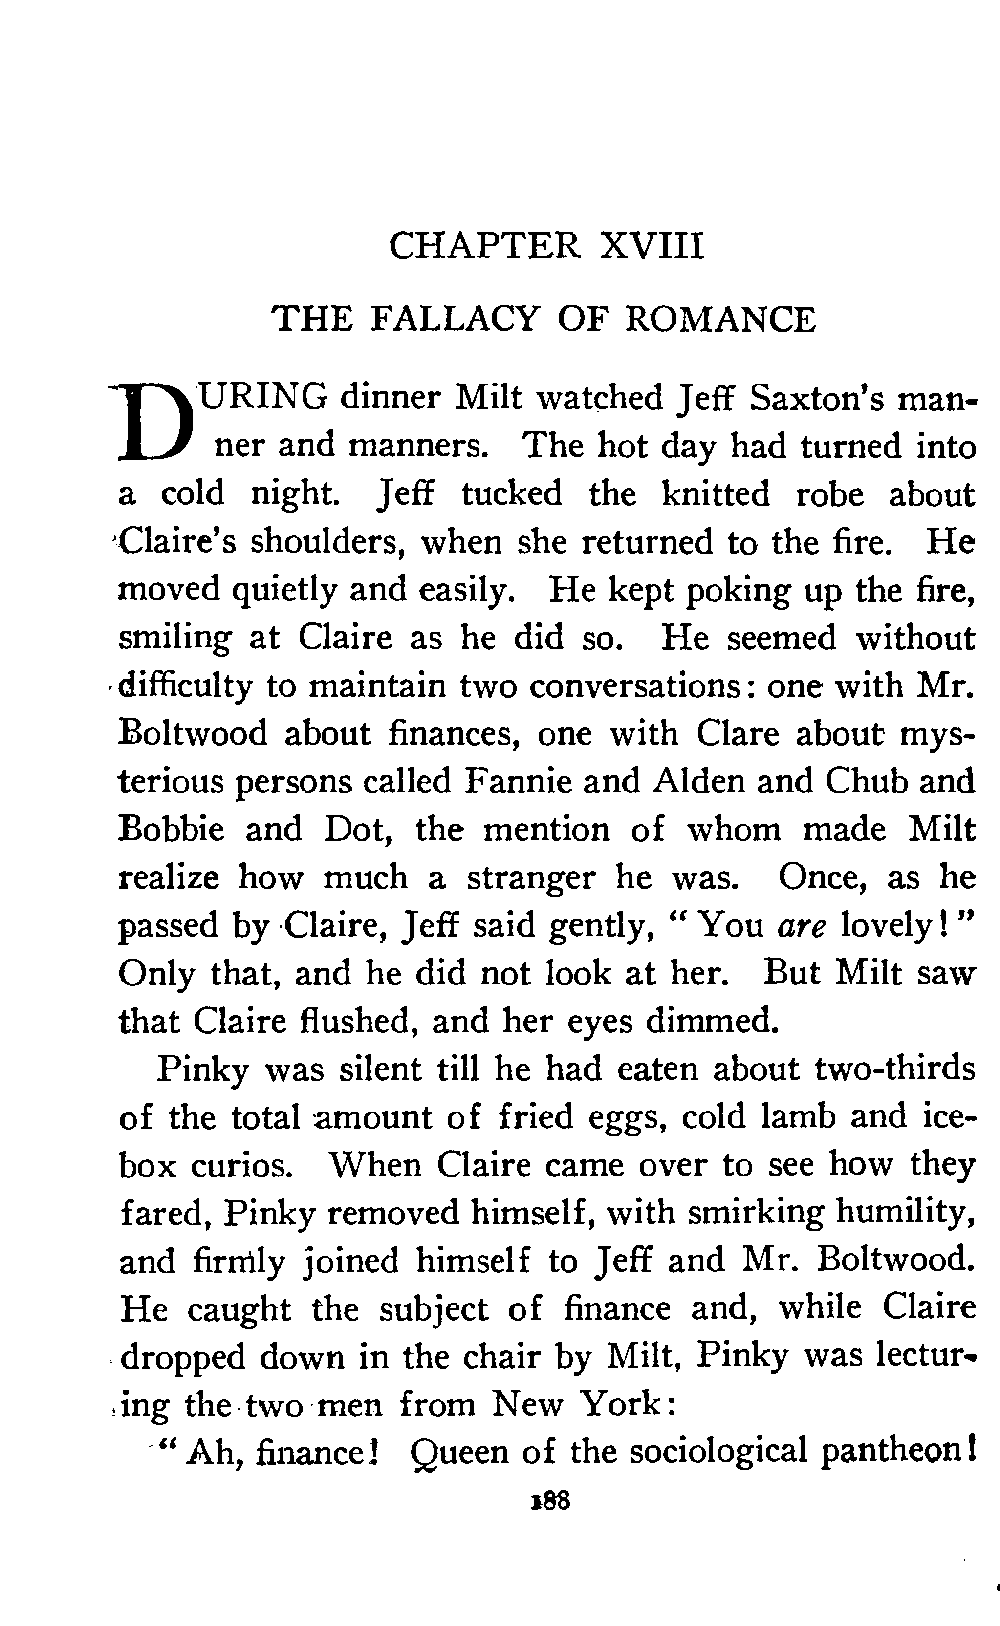 CHAPTER XVIII
THE FALLACY OF ROMANCE
DURING dinner Milt watched Jeff Saxton's man-
ner and manners. The hot day had turned into
a cold night. Jeff tucked the knitted robe about
Claire's shoulders, when she returned to the fire. He
moved quietly and easily. He kept poking up the fire,
smiling at Claire as he did so. He seemed without
difficulty to maintain two conversations: one with Mr.
Boltwood about finances, one with Clare about mys-
terious persons called Fannie and Alden and Chub and
Bobbie and Dot, the mention of whom made Milt
realize how much a stranger he was. Once, as he
passed by Claire, Jeff said gently, "You are lovely!"
Only that, and he did not look at her. But Milt saw
that Claire flushed, and her eyes dimmed.
Pinky was silent till he had eaten about two-thirds
of the total amount of fried eggs, cold lamb and ice-
box curios. When Claire came over to see how they
fared, Pinky removed himself, with smirking humility,
and firmly joined himself to Jeff and Mr. Boltwood.
He caught the subject of finance and, while Claire
dropped down in the chair by Milt, Pinky was lectur-
ing the two men from New York:
"Ah, finance! Queen of the sociological pantheon!
188